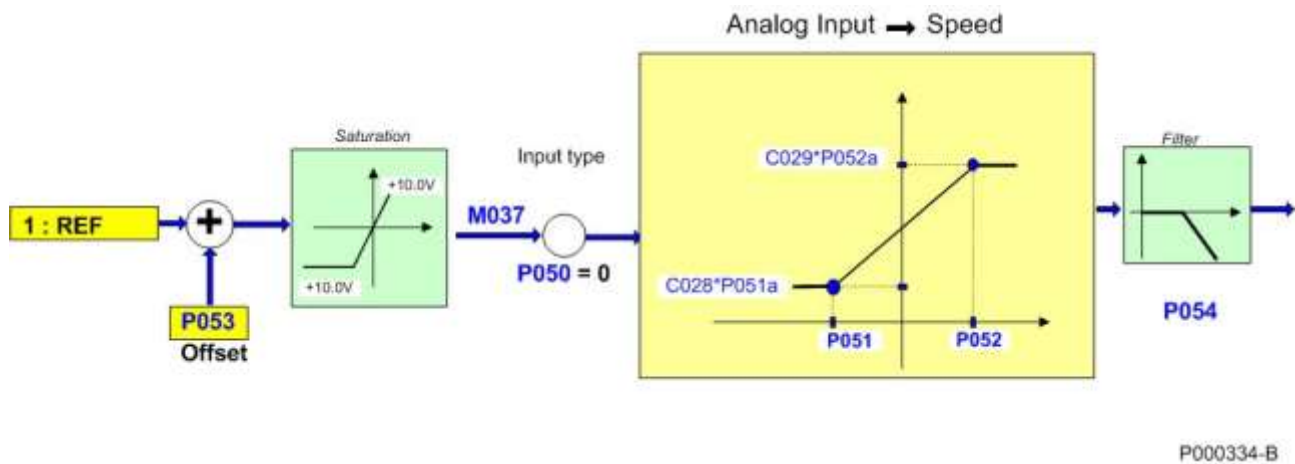 Analog Input → Speed
Saturation
+10.0V
+10.0V
1 : REF
+
P053
Offset
Input type
M037
P050 = 0
C029*P052a
C028*P051a
P051
P052
Filter
P054
P000334-B